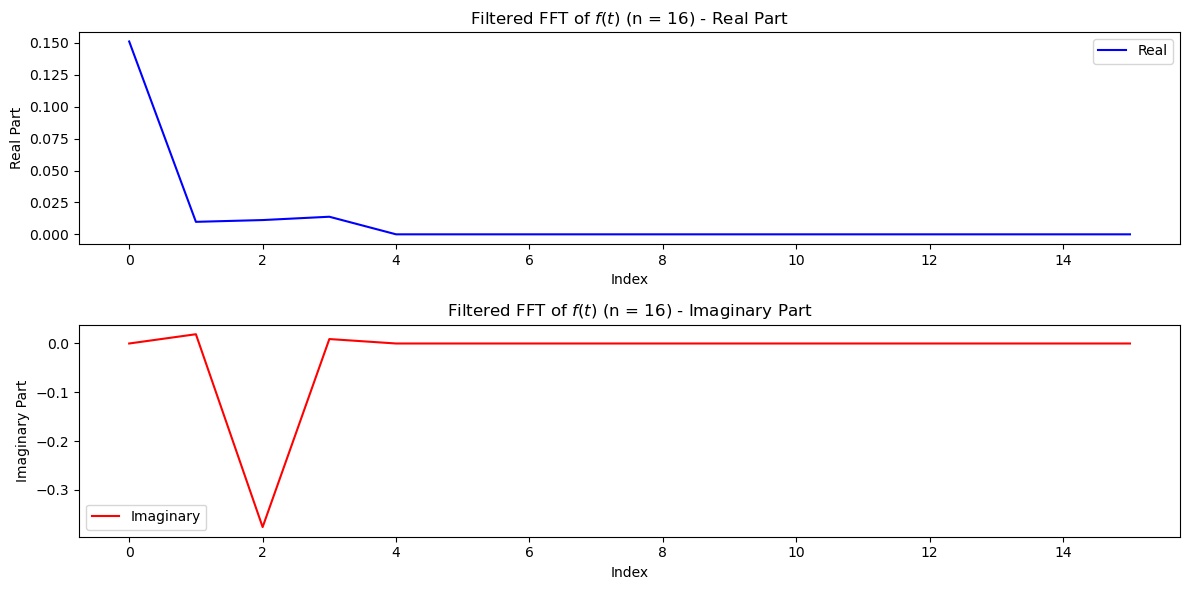 Filtered FFT of f(t) (n = 16) - Real Part
0.150
0.125
0.100
0.075
0.050
0.025
0.000
Real Part
Real
0 2 4 6 8 10 12 14
Index
Filtered FFT of f(t) (n = 16) - Imaginary Part
0.0
−0.1
−0.2
−0.3
Imaginary Part
Imaginary
0 2 4 6 8 10 12 14
Index